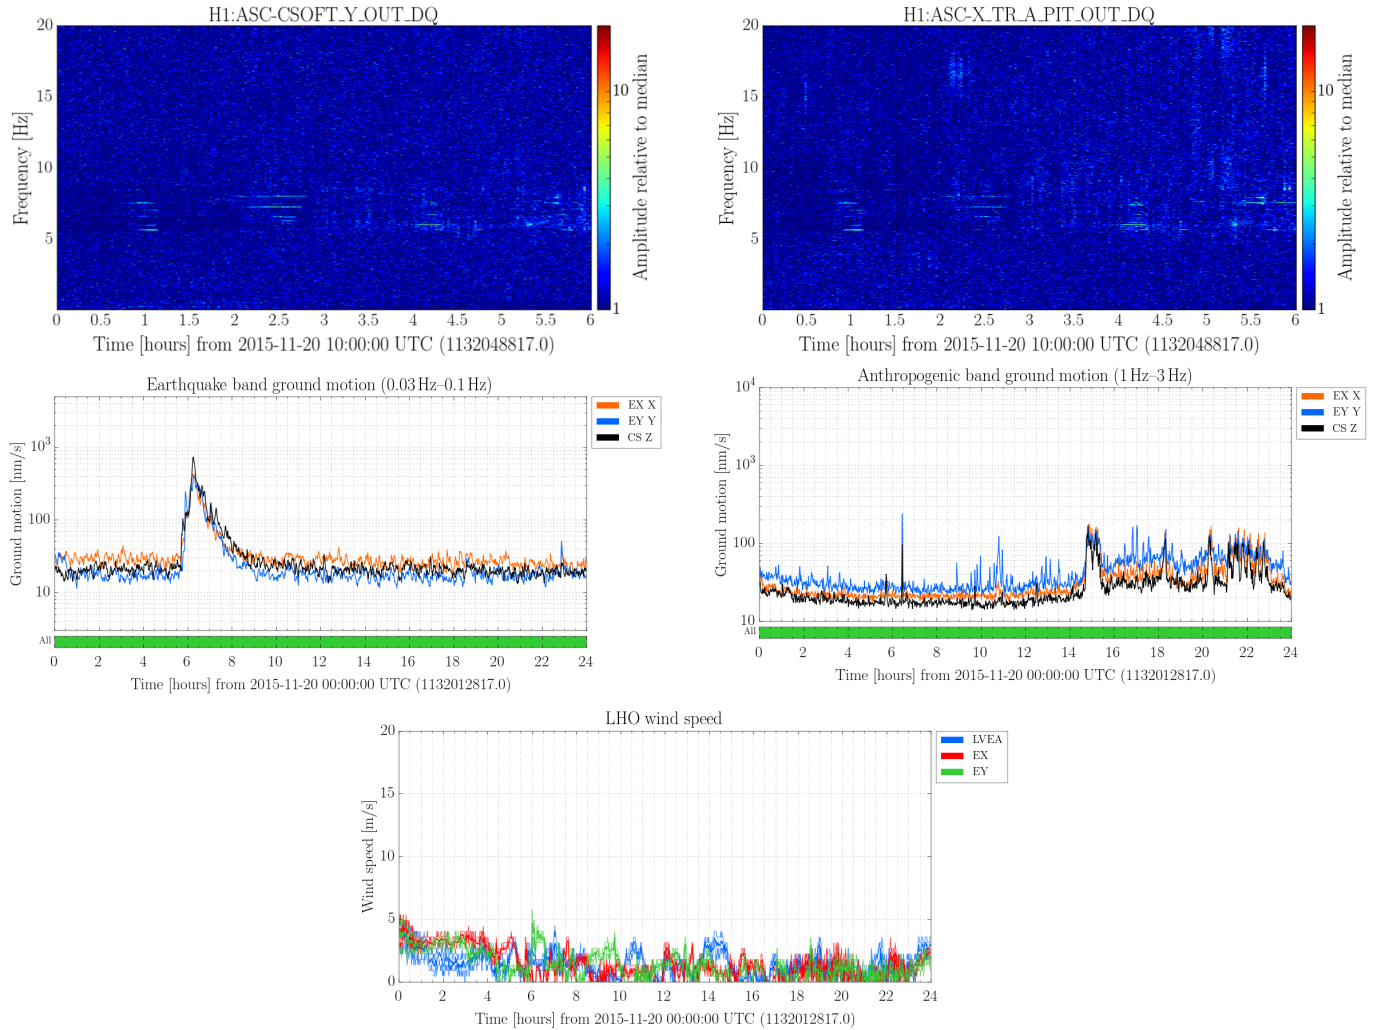 H1:ASC-CSOFT_Y_OUT_DQ
20
15
10
5
Frequency [Hz]
0 0.5 1 1.5 2 2.5 3 3.5 4 4.5 5 5.5 6
Time [hours] from 2015-11-20 10:00:00 UTC (1132048817.0)
10
1
Amplitude relative to median
H1:ASC-X_TR_A_PIT_OUT_DQ
20
15
10
5
Frequency [Hz]
0 0.5 1 1.5 2 2.5 3 3.5 4 4.5 5 5.5 6
Time [hours] from 2015-11-20 10:00:00 UTC (1132048817.0)
10
1
Amplitude relative to median
Earthquake band ground motion (0.03 Hz–0.1 Hz)
10^3
100
10
Ground motion [nm/s]
EX X
EY Y
CS Z
All
0 2 4 6 8 10 12 14 16 18 20 22 24
Time [hours] from 2015-11-20 00:00:00 UTC (1132012817.0)
Anthropogenic band ground motion (1 Hz–3 Hz)
10^4
10^3
100
10
Ground motion [nm/s]
EX X
EY Y
CS Z
All
0 2 4 6 8 10 12 14 16 18 20 22 24
Time [hours] from 2015-11-20 00:00:00 UTC (1132012817.0)
LHO wind speed
20
15
10
5
0
Wind speed [m/s]
LVEA
EX
EY
0 2 4 6 8 10 12 14 16 18 20 22 24
Time [hours] from 2015-11-20 00:00:00 UTC (1132012817.0)